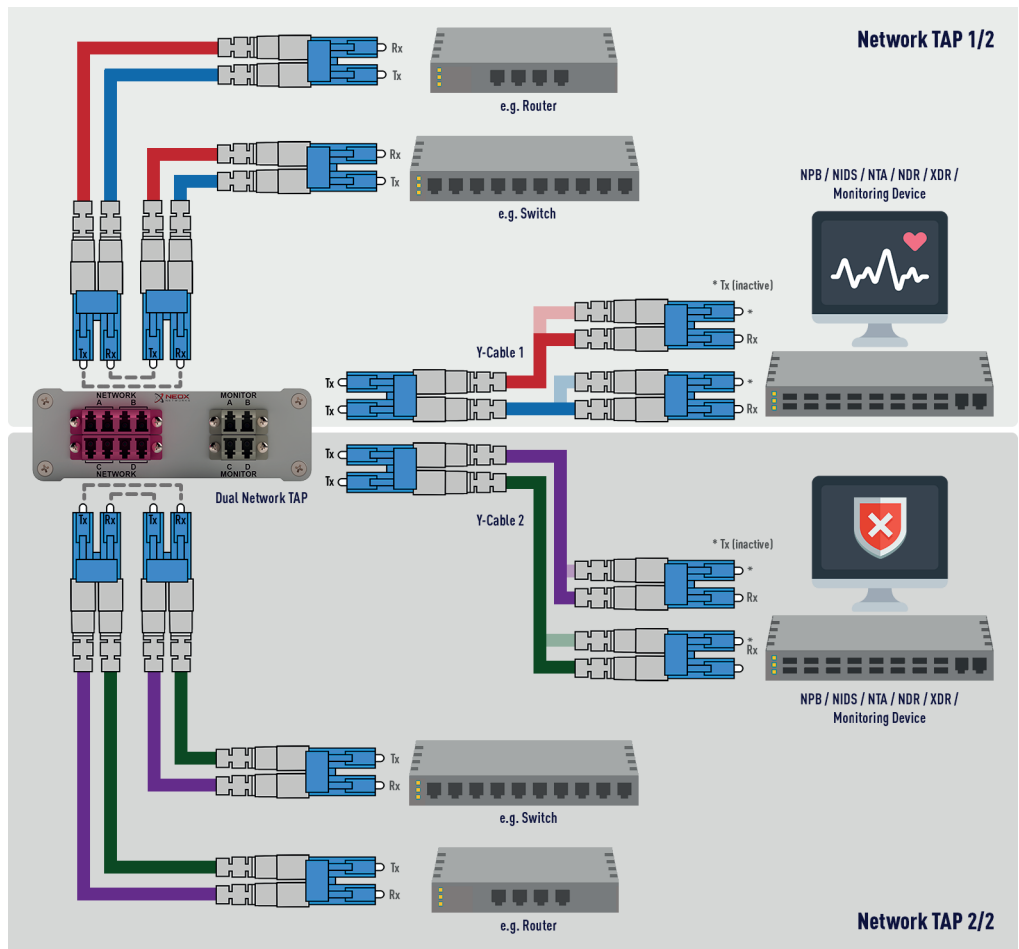 Network TAP 1/2
Rx
Tx
e.g. Router
Rx
Tx
e.g. Switch
NPB / NIDS / NTA / NDR / XDR /
Monitoring Device
* Tx (inactive)
*
Rx
Y-Cable 1
*
Rx
Tx
Tx
Tx
Rx
Tx
Rx
NETWORK
A B
NEOX
NETWORKS
MONITOR
A B
C D
NETWORK
C D
MONITOR
Dual Network TAP
Tx
Tx
Y-Cable 2
Tx
Rx
Tx
Rx
* Tx (inactive)
*
Rx
*
Rx
NPB / NIDS / NTA / NDR / XDR /
Monitoring Device
Tx
Rx
e.g. Switch
Tx
Rx
e.g. Router
Network TAP 2/2